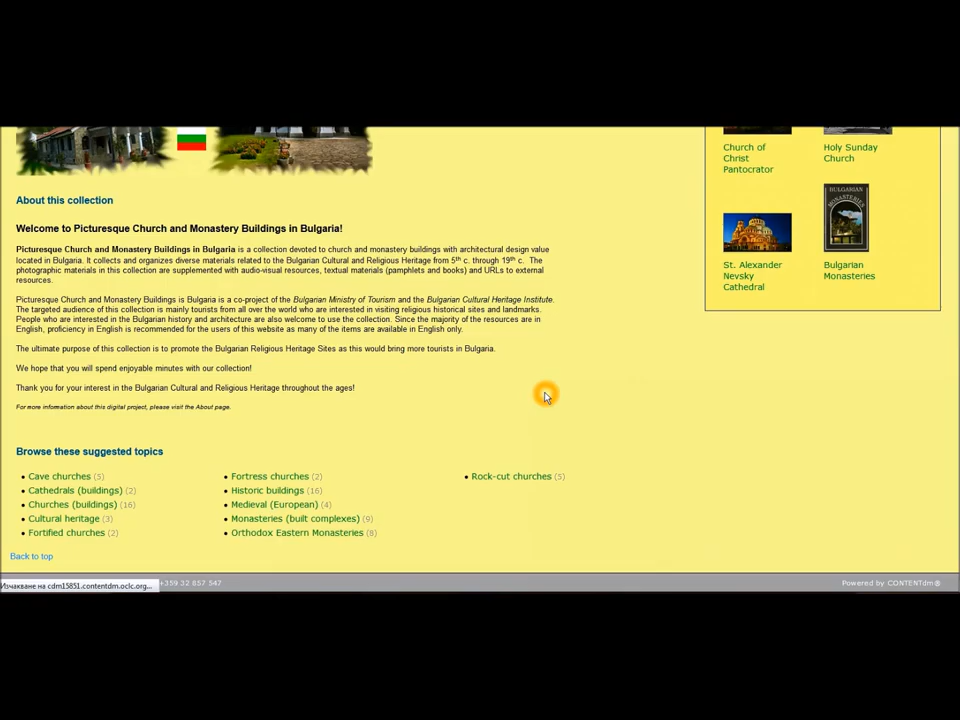 Church of
Christ
Pantocrator
Holy Sunday
Church
BULGARIAN
MONASTERIES
St. Alexander
Nevsky
Cathedral
Bulgarian
Monasteries
About this collection
Welcome to Picturesque Church and Monastery Buildings in Bulgaria!
Picturesque Church and Monastery Buildings in Bulgaria is a collection devoted to church and monastery buildings with architectural design value
located in Bulgaria. It collects and organizes diverse materials related to the Bulgarian Cultural and Religious Heritage from 5th c. through 19th c. The
photographic materials in this collection are supplemented with audio-visual resources, textual materials (pamphlets and books) and URLs to external
resources.
Picturesque Church and Monastery Buildings is Bulgaria is a co-project of the Bulgarian Ministry of Tourism and the Bulgarian Cultural Heritage Institute.
The targeted audience of this collection is mainly tourists from all over the world who are interested in visiting religious historical sites and landmarks.
People who are interested in the Bulgarian history and architecture are also welcome to use the collection. Since the majority of the resources are in
English, proficiency in English is recommended for the users of this website as many of the items are available in English only.
The ultimate purpose of this collection is to promote the Bulgarian Religious Heritage Sites as this would bring more tourists in Bulgaria.
We hope that you will spend enjoyable minutes with our collection!
Thank you for your interest in the Bulgarian Cultural and Religious Heritage throughout the ages!
For more information about this digital project, please visit the About page.
Browse these suggested topics
Cave churches (5)
Cathedrals (buildings) (2)
Churches (buildings) (16)
Cultural heritage (3)
Fortified churches (2)
Fortress churches (2)
Historic buildings (16)
Medieval (European) (4)
Monasteries (built complexes) (9)
Orthodox Eastern Monasteries (8)
Rock-cut churches (5)
Back to top
Изчакване на cdm15851.contentdm.oclc.org...
+359 32 857 547
Powered by CONTENTdm®